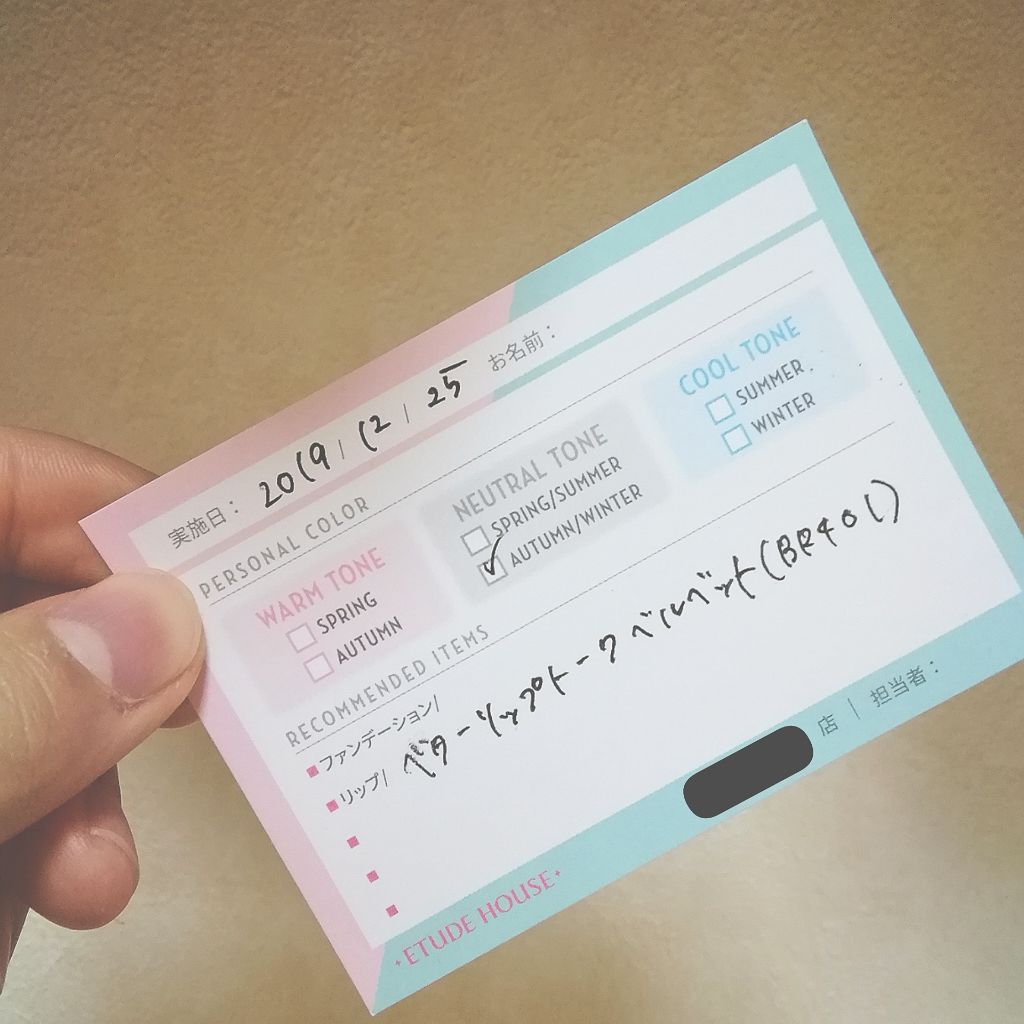 実施日： 2019 / 12 / 25 お名前：
PERSONAL COLOR
WARM TONE
SPRING
AUTUMN
NEUTRAL TONE
SPRING/SUMMER
AUTUMN/WINTER
COOL TONE
SUMMER
WINTER
RECOMMENDED ITEMS
ファンデーション/
リップ/ ベターリップトーク ベルベット(BR401)
店 | 担当者：
ETUDE HOUSE